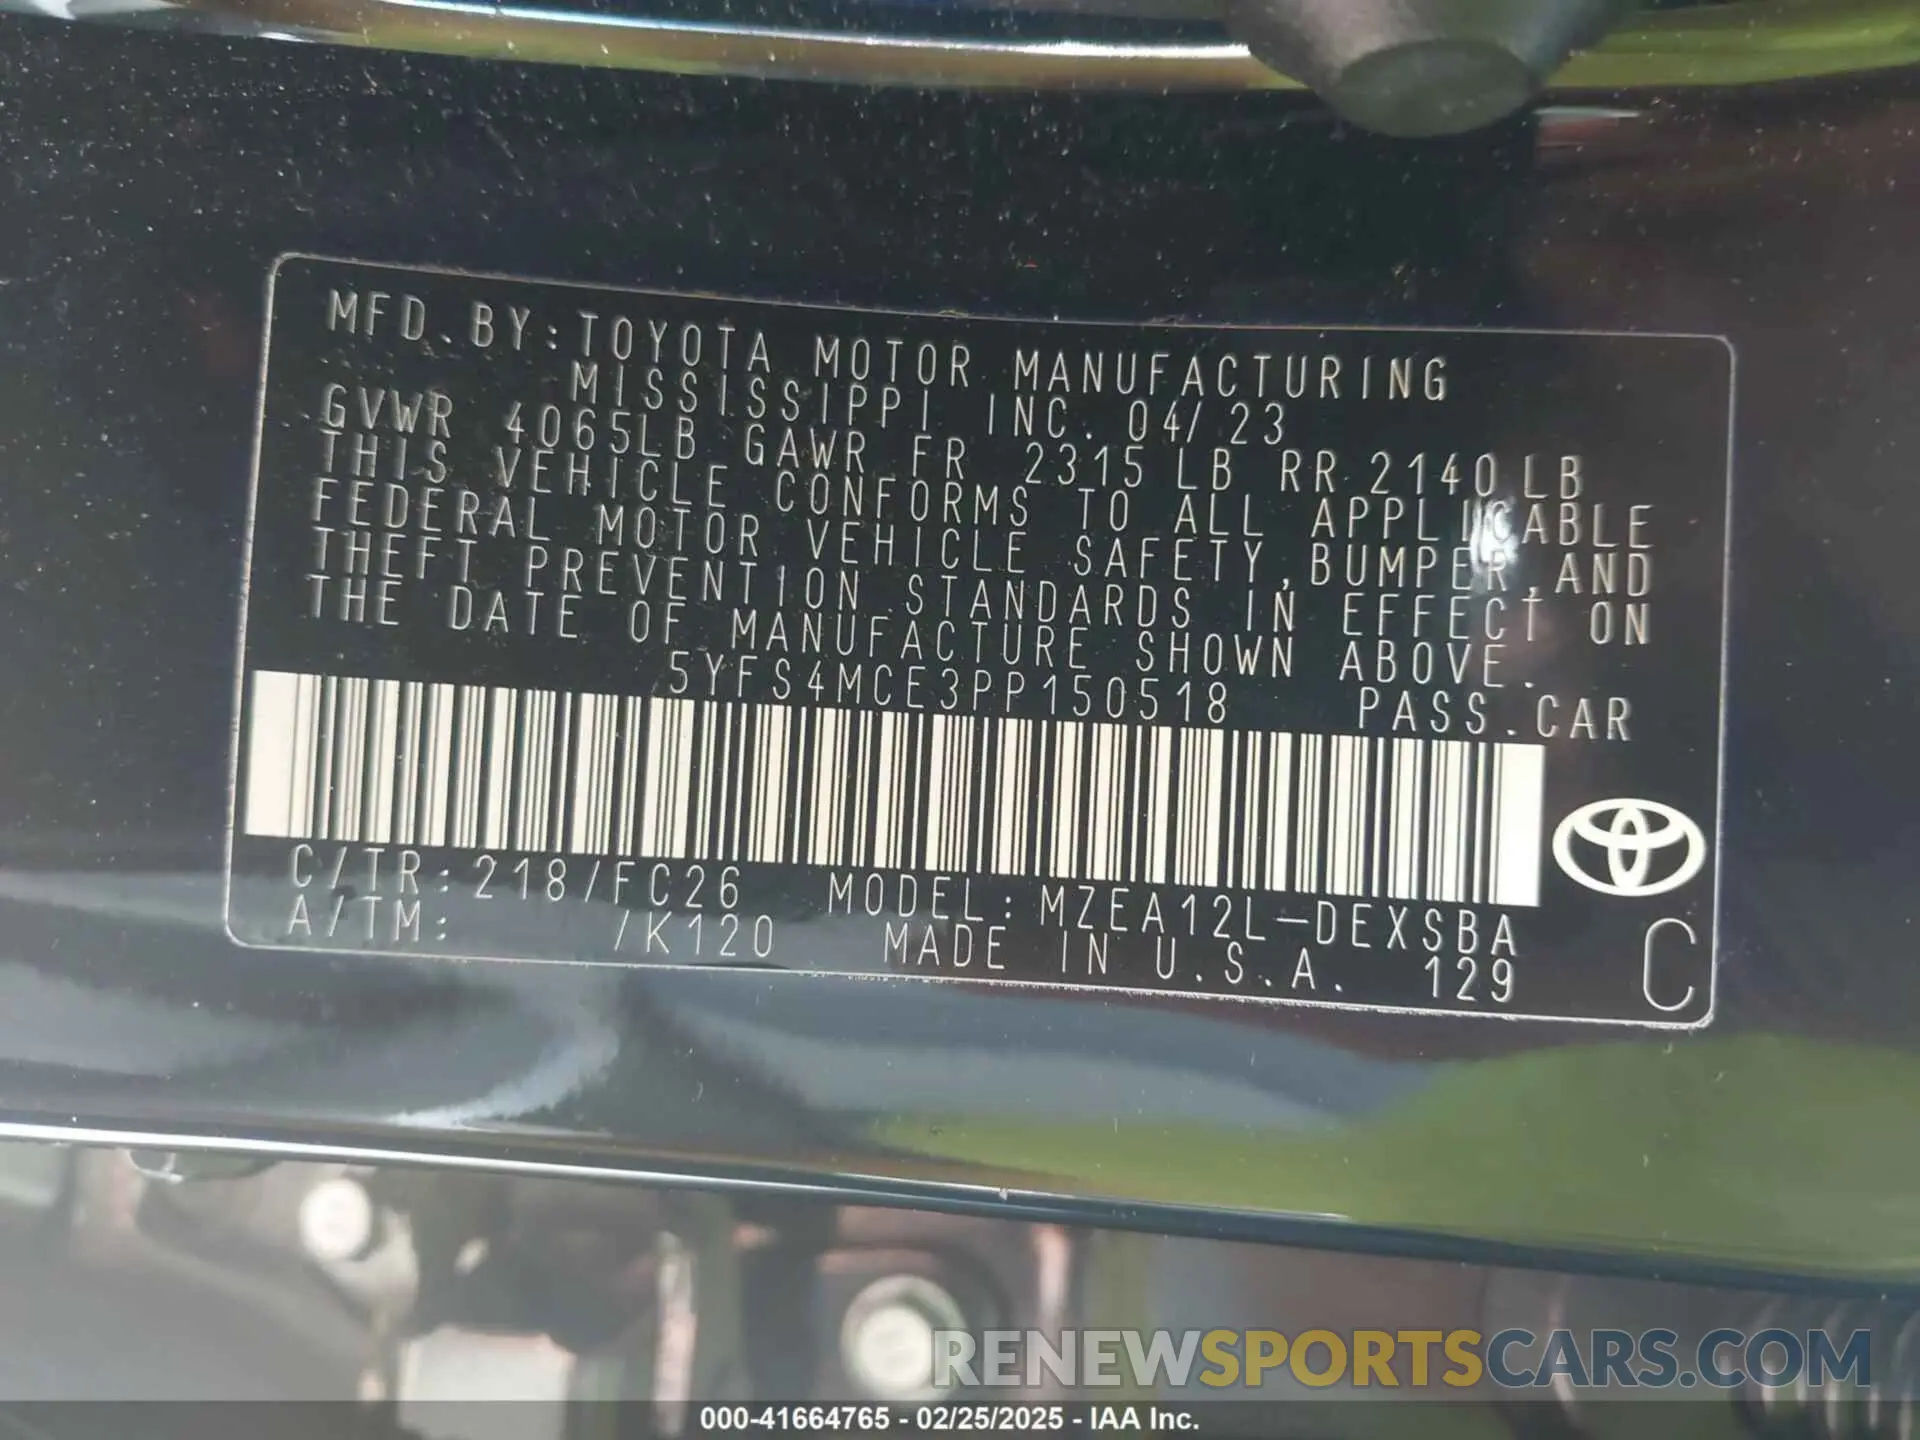 MFD.BY:TOYOTA MOTOR MANUFACTURING
MISSISSIPPI INC. 04/23
GVWR 4065LB GAWR FR 2315LB RR 2140LB
THIS VEHICLE CONFORMS TO ALL APPLICABLE
FEDERAL MOTOR VEHICLE SAFETY,BUMPER,AND
THEFT PREVENTION STANDARDS IN EFFECT ON
THE DATE OF MANUFACTURE SHOWN ABOVE.
5YFS4MCE3PP150518 PASS.CAR
C/TR:218/FC26 MODEL:MZEA12L-DEXSBA
A/TM: /K120 MADE IN U.S.A. 129 C
RENEWSPORTSCARS.COM
000-41664765 - 02/25/2025 - IAA Inc.